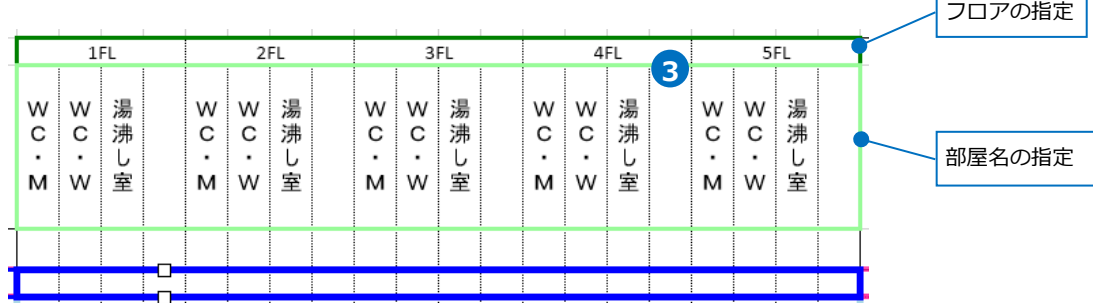 フロアの指定
1FL 2FL 3FL 4FL 5FL
3
WC・M WC・W 湯沸し室 WC・M WC・W 湯沸し室 WC・M WC・W 湯沸し室 WC・M WC・W 湯沸し室 WC・M WC・W 湯沸し室
部屋名の指定